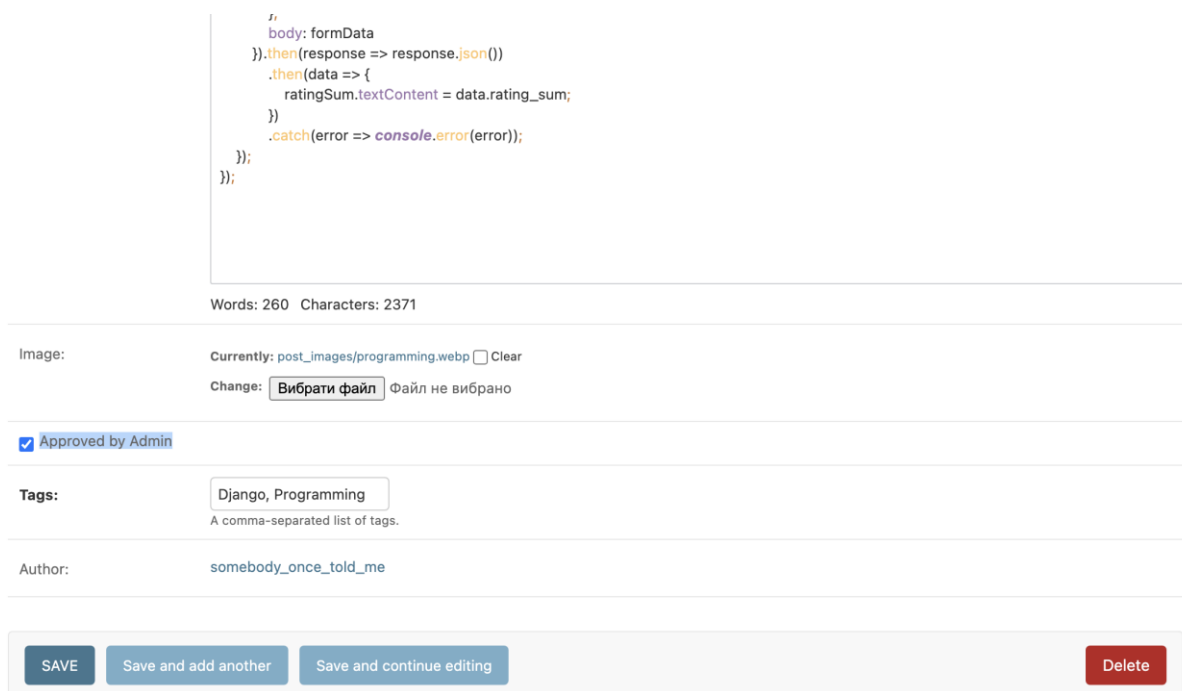 body: formData
}).then(response => response.json())
.then(data => {
ratingSum.textContent = data.rating_sum;
})
.catch(error => console.error(error));
});
});
Words: 260 Characters: 2371
Image:
Currently: post_images/programming.webp Clear
Change: Вибрати файл Файл не вибрано
Approved by Admin
Tags:
Django, Programming
A comma-separated list of tags.
Author:
somebody_once_told_me
SAVE
Save and add another
Save and continue editing
Delete